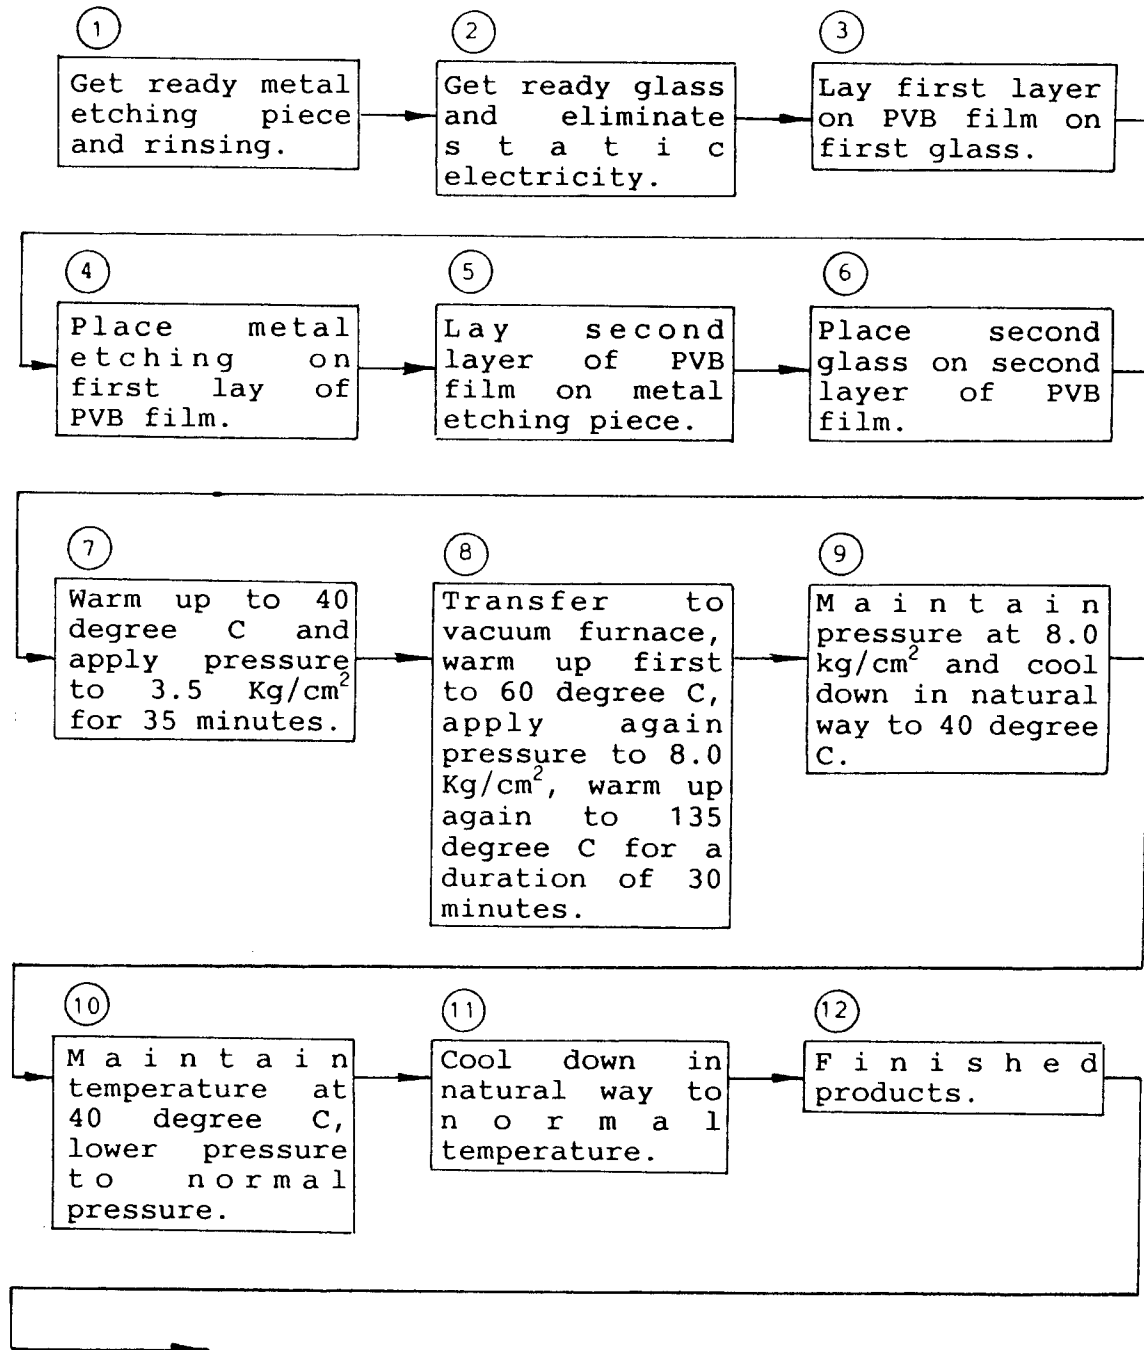 1
Get ready metal
etching piece
and rinsing.
2
Get ready glass
and eliminate
static
electricity.
3
Lay first layer
on PVB film on
first glass.
4
Place metal
etching on
first lay of
PVB film.
5
Lay second
layer of PVB
film on metal
etching piece.
6
Place second
glass on second
layer of PVB
film.
7
Warm up to 40
degree C and
apply pressure
to 3.5 Kg/cm²
for 35 minutes.
8
Transfer to
vacuum furnace,
warm up first
to 60 degree C,
apply again
pressure to 8.0
Kg/cm², warm up
again to 135
degree C for a
duration of 30
minutes.
9
Maintain
pressure at 8.0
kg/cm² and cool
down in natural
way to 40 degree
C.
10
Maintain
temperature at
40 degree C,
lower pressure
to normal
pressure.
11
Cool down in
natural way to
normal
temperature.
12
Finished
products.